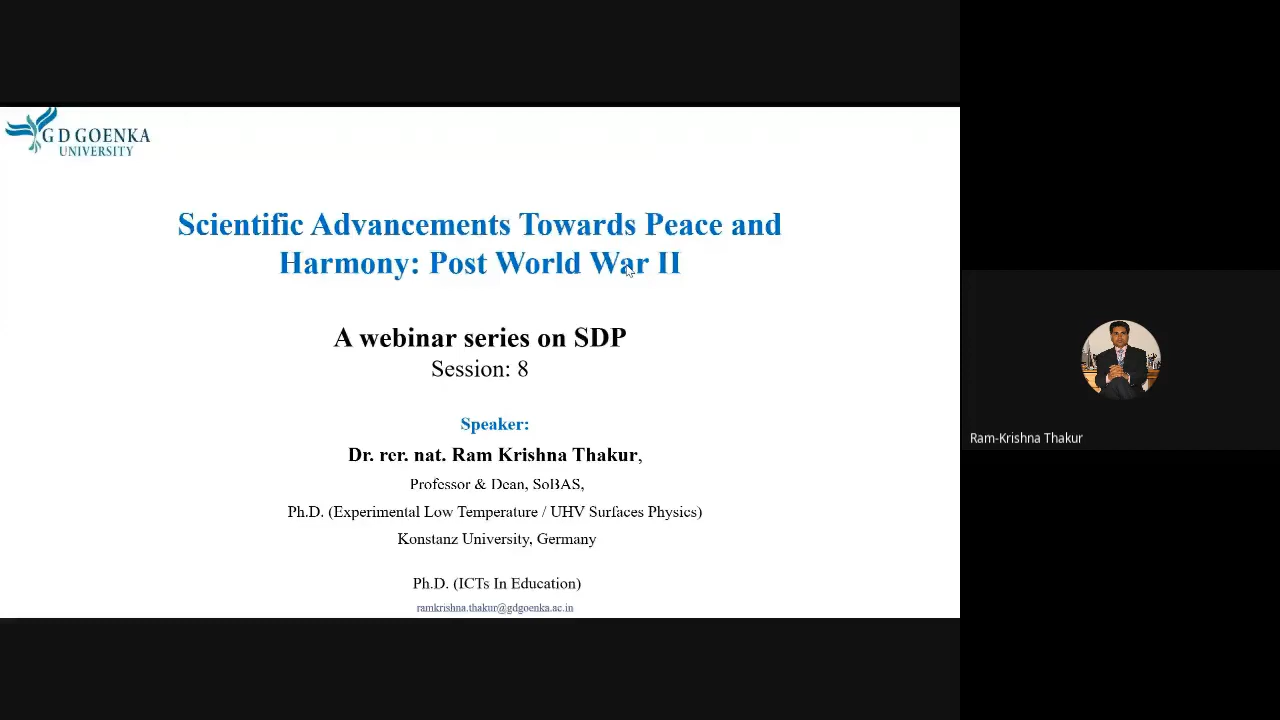 G D GOENKA
UNIVERSITY
Scientific Advancements Towards Peace and
Harmony: Post World War II
A webinar series on SDP
Session: 8
Speaker:
Dr. rer. nat. Ram Krishna Thakur,
Professor & Dean, SoBAS,
Ph.D. (Experimental Low Temperature / UHV Surfaces Physics)
Konstanz University, Germany
Ph.D. (ICTs In Education)
ramkrishna.thakur@gdgoenka.ac.in
Ram-Krishna Thakur